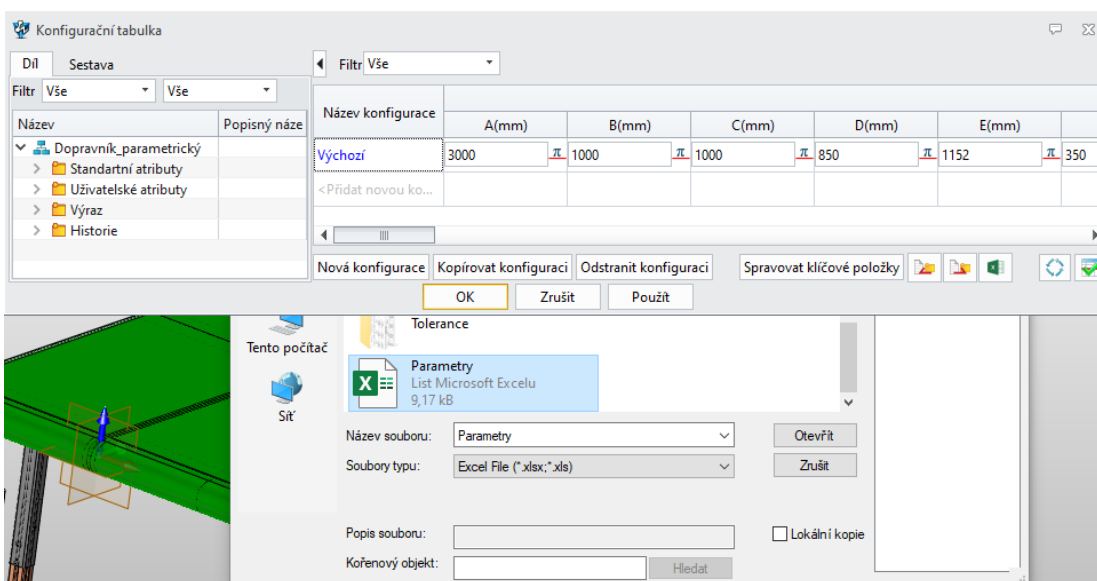 Konfigurační tabulka
Díl Sestava
Filtr Vše Vše
Název Popisný náze
Dopravník_parametrický
Standartní atributy
Uživatelské atributy
Výraz
Historie
Filtr Vše
Název konfigurace A(mm) B(mm) C(mm) D(mm) E(mm)
Výchozí 3000 π 1000 π 1000 π 850 π 1152 π 350
<Přidat novou ko...
Nová konfigurace Kopírovat konfiguraci Odstranit konfiguraci Spravovat klíčové položky
OK Zrušit Použít
Tento počítač
Síť
Tolerance
Parametry
List Microsoft Excelu
9,17 kB
Název souboru: Parametry Otevřít
Soubory typu: Excel File (*.xlsx;*.xls) Zrušit
Popis souboru: Lokální kopie
Kořenový objekt: Hledat